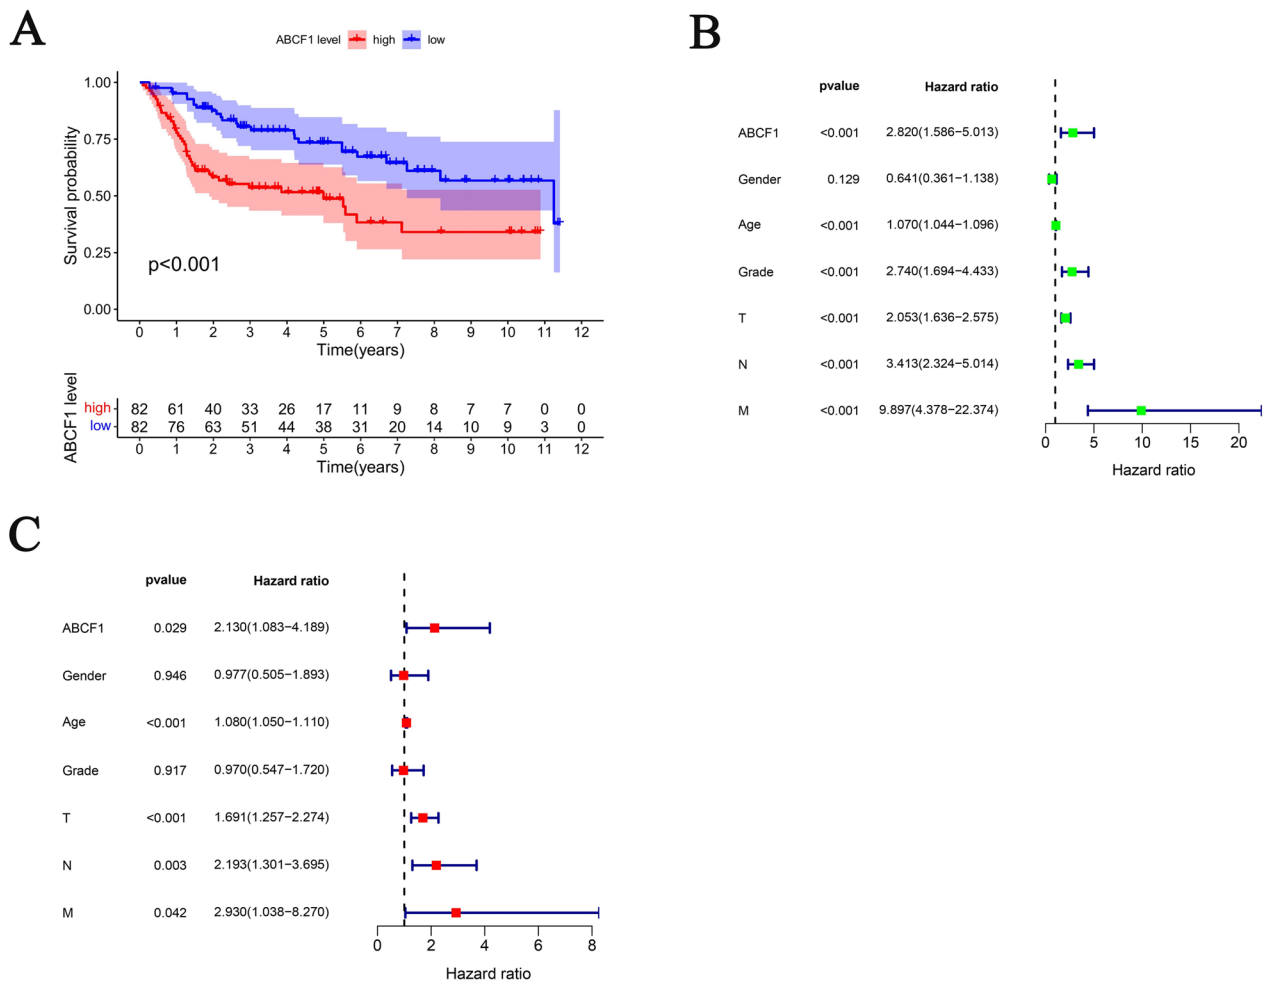 A
ABCF1 level high low
Survival probability
1.00
0.75
0.50
0.25
0.00
p<0.001
0 1 2 3 4 5 6 7 8 9 10 11 12
Time(years)
ABCF1 level
high 82 61 40 33 26 17 11 9 8 7 7 0 0
low 82 76 63 51 44 38 31 20 14 10 9 3 0
0 1 2 3 4 5 6 7 8 9 10 11 12
Time(years)
B
pvalue Hazard ratio
ABCF1 <0.001 2.820(1.586−5.013)
Gender 0.129 0.641(0.361−1.138)
Age <0.001 1.070(1.044−1.096)
Grade <0.001 2.740(1.694−4.433)
T <0.001 2.053(1.636−2.575)
N <0.001 3.413(2.324−5.014)
M <0.001 9.897(4.378−22.374)
0 5 10 15 20
Hazard ratio
C
pvalue Hazard ratio
ABCF1 0.029 2.130(1.083−4.189)
Gender 0.946 0.977(0.505−1.893)
Age <0.001 1.080(1.050−1.110)
Grade 0.917 0.970(0.547−1.720)
T <0.001 1.691(1.257−2.274)
N 0.003 2.193(1.301−3.695)
M 0.042 2.930(1.038−8.270)
0 2 4 6 8
Hazard ratio